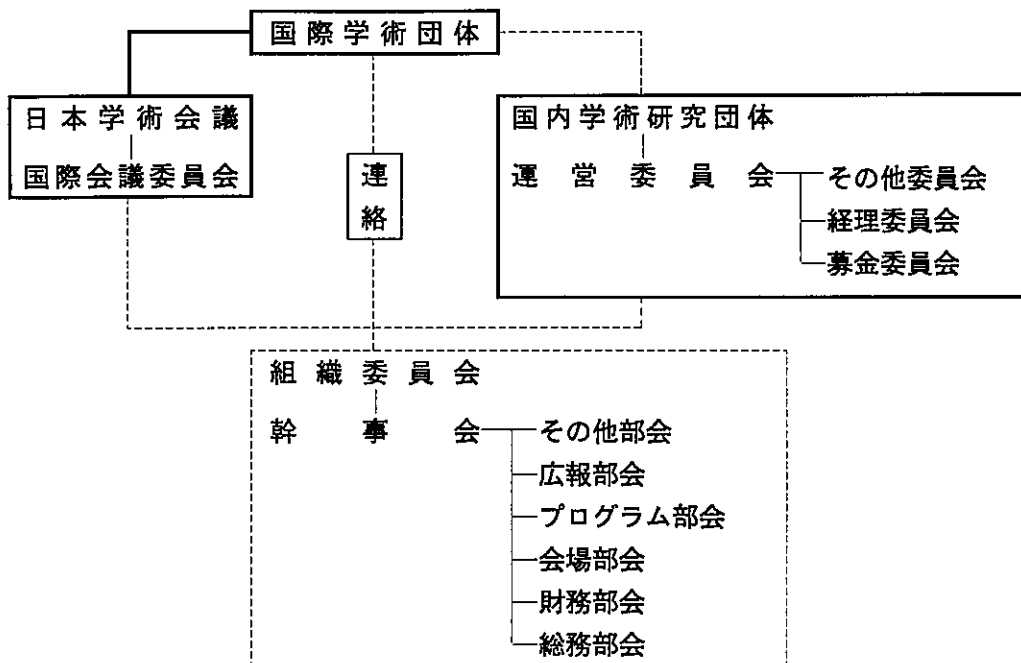 国際学術団体
日本学術会議
国際会議委員会
連絡
国内学術研究団体
運営委員会
その他委員会
経理委員会
募金委員会
組織委員会
幹事会
その他部会
広報部会
プログラム部会
会場部会
財務部会
総務部会